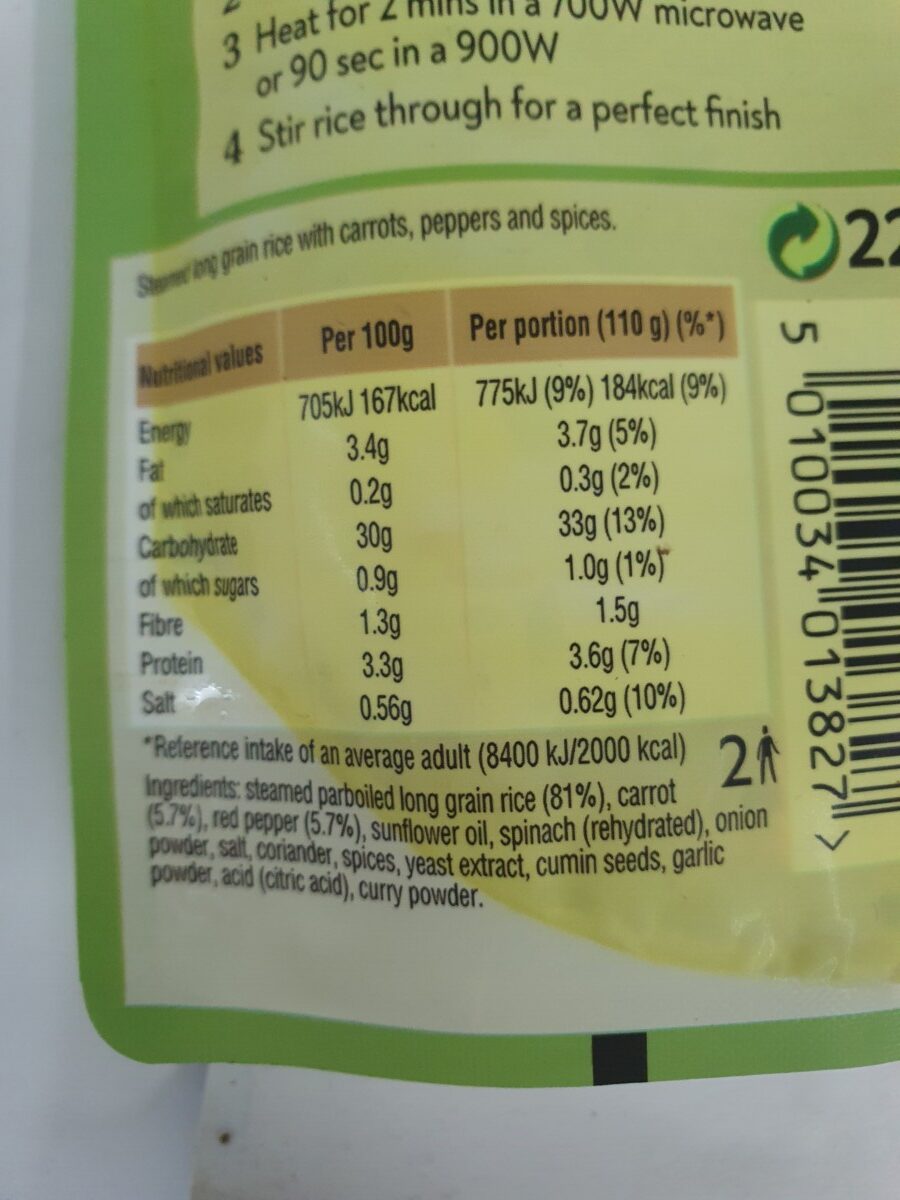 3 Heat for 2 mins in a 700W microwave
or 90 sec in a 900W
4 Stir rice through for a perfect finish
Steamed long grain rice with carrots, peppers and spices.
22
Nutritional values Per 100g Per portion (110 g) (%*)
Energy 705kJ 167kcal 775kJ (9%) 184kcal (9%)
Fat 3.4g 3.7g (5%)
of which saturates 0.2g 0.3g (2%)
Carbohydrate 30g 33g (13%)
of which sugars 0.9g 1.0g (1%)
Fibre 1.3g 1.5g
Protein 3.3g 3.6g (7%)
Salt 0.56g 0.62g (10%)
*Reference intake of an average adult (8400 kJ/2000 kcal)
2
Ingredients: steamed parboiled long grain rice (81%), carrot
(5.7%), red pepper (5.7%), sunflower oil, spinach (rehydrated), onion
powder, salt, coriander, spices, yeast extract, cumin seeds, garlic
powder, acid (citric acid), curry powder.
5 010034 013827 >